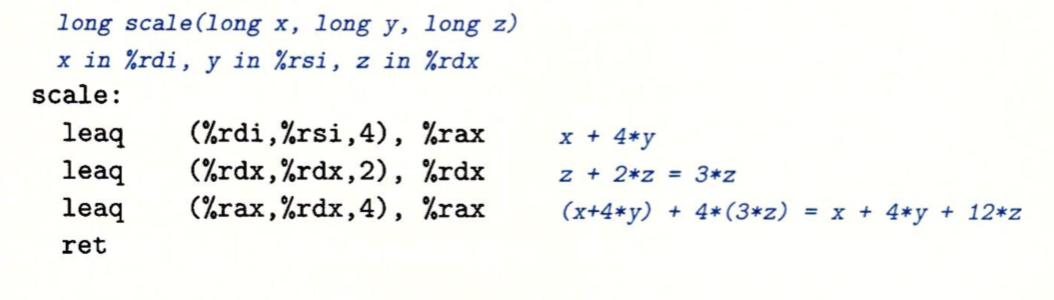 long scale(long x, long y, long z)
x in %rdi, y in %rsi, z in %rdx
scale:
leaq (%rdi,%rsi,4), %rax x + 4*y
leaq (%rdx,%rdx,2), %rdx z + 2*z = 3*z
leaq (%rax,%rdx,4), %rax (x+4*y) + 4*(3*z) = x + 4*y + 12*z
ret